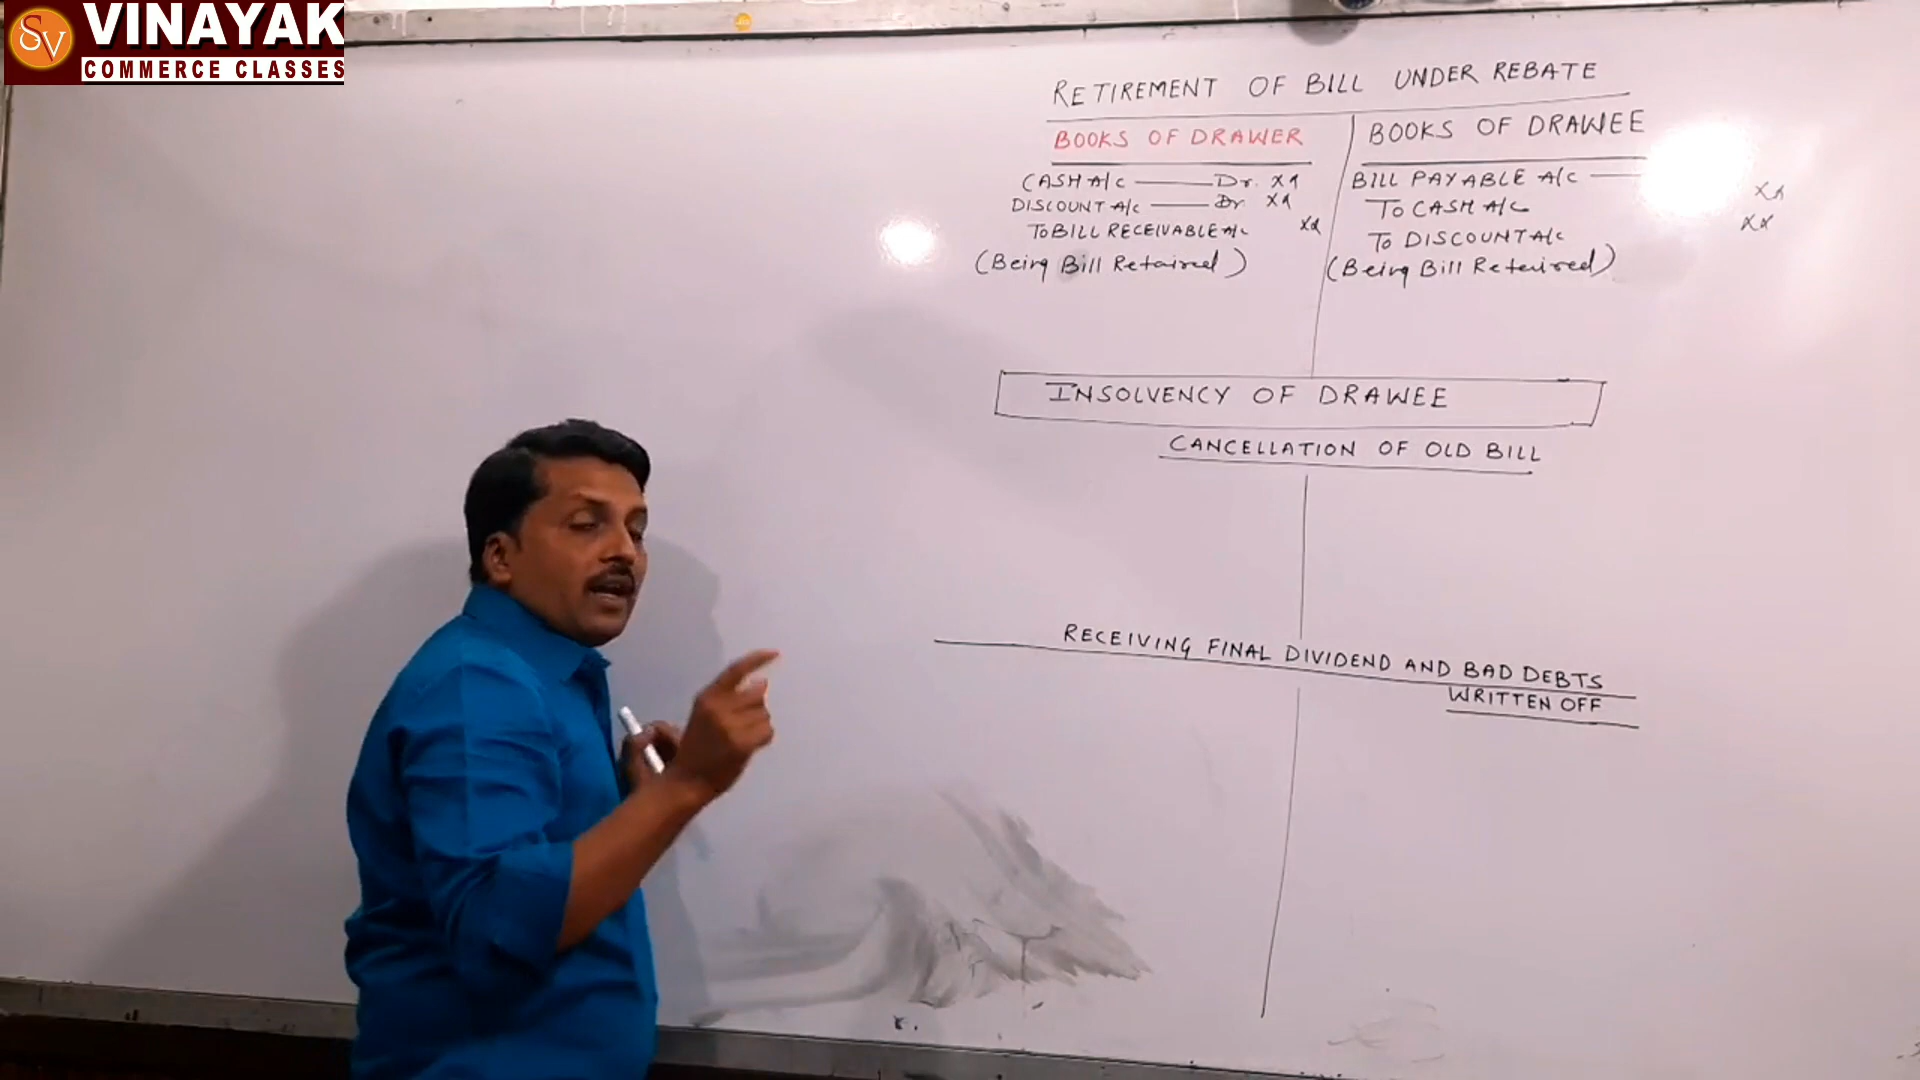 SV VINAYAK
COMMERCE CLASSES
RETIREMENT OF BILL UNDER REBATE
BOOKS OF DRAWER
CASH A/c Dr. xx
DISCOUNT A/c Dr xx
To BILL RECEIVABLE A/c xx
(Being Bill Retaired)
BOOKS OF DRAWEE
BILL PAYABLE A/c
xx
To CASH A/c
xx
To DISCOUNT A/c
(Being Bill Reteired)
INSOLVENCY OF DRAWEE
CANCELLATION OF OLD BILL
RECEIVING FINAL DIVIDEND AND BAD DEBTS
WRITTEN OFF